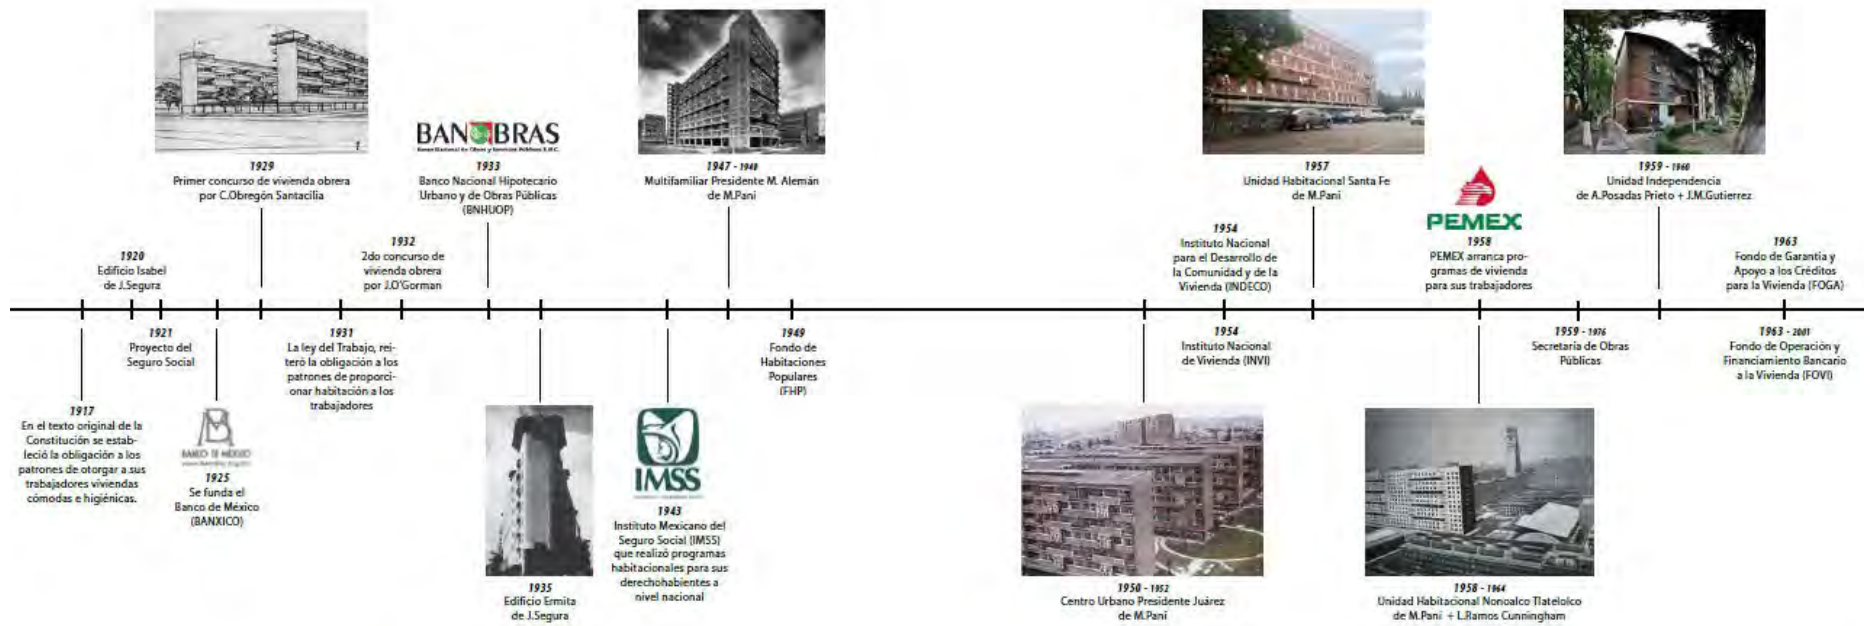 1929
Primer concurso de vivienda obrera
por C.Obregón Santacilia
BANOBRAS
Banco Nacional de Obras y Servicios Públicos S.N.C.
1933
Banco Nacional Hipotecario
Urbano y de Obras Públicas
(BNHUOP)
1947 - 1948
Multifamiliar Presidente M. Alemán
de M.Pani
1957
Unidad Habitacional Santa Fe
de M.Pani
PEMEX
1958
PEMEX arranca pro-
gramas de vivienda
para sus trabajadores
1959 - 1960
Unidad Independencia
de A.Posadas Prieto + J.M.Gutierrez
1920
Edificio Isabel
de J.Segura
1932
2do concurso de
vivienda obrera
por J.O'Gorman
1954
Instituto Nacional
para el Desarrollo de
la Comunidad y de la
Vivienda (INDECO)
1963
Fondo de Garantía y
Apoyo a los Créditos
para la Vivienda (FOGA)
1917
En el texto original de la
Constitución se estab-
leció la obligación a los
patrones de otorgar a sus
trabajadores viviendas
cómodas e higiénicas.
1921
Proyecto del
Seguro Social
BANCO DE MÉXICO
1925
Se funda el
Banco de México
(BANXICO)
1931
La ley del Trabajo, rei-
teró la obligación a los
patrones de proporci-
onar habitación a los
trabajadores
1935
Edificio Ermita
de J.Segura
IMSS
1943
Instituto Mexicano del
Seguro Social (IMSS)
que realizó programas
habitacionales para sus
derechohabientes a
nivel nacional
1949
Fondo de
Habitaciones
Populares
(FHP)
1950 - 1952
Centro Urbano Presidente Juárez
de M.Pani
1954
Instituto Nacional
de Vivienda (INVI)
1958 - 1964
Unidad Habitacional Nonoalco Tlatelolco
de M.Pani + L.Ramos Cunningham
1959 - 1976
Secretaría de Obras
Públicas
1963 - 2001
Fondo de Operación y
Financiamiento Bancario
a la Vivienda (FOVI)